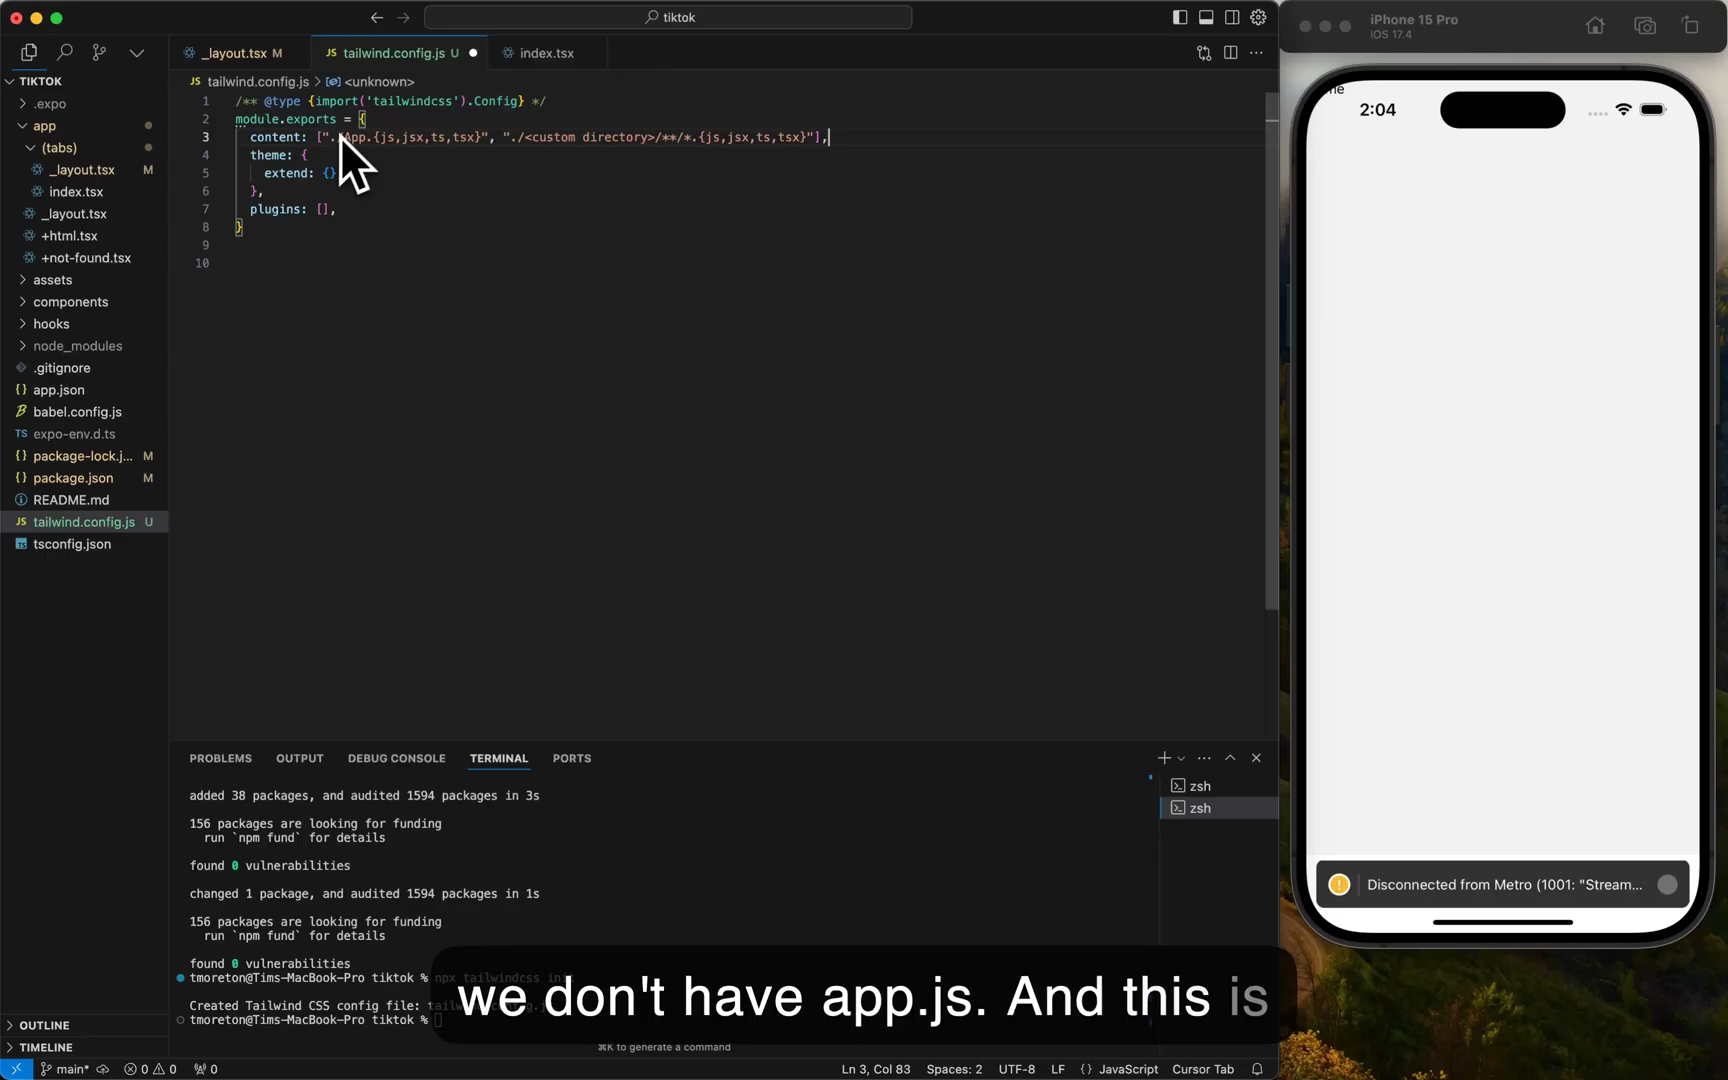 tiktok
iPhone 15 Pro
iOS 17.4
_layout.tsx M
JS tailwind.config.js U
index.tsx
TIKTOK
JS tailwind.config.js > <unknown>
.expo
app
(tabs)
_layout.tsx M
index.tsx
_layout.tsx
+html.tsx
+not-found.tsx
assets
components
hooks
node_modules
.gitignore
{} app.json
babel.config.js
TS expo-env.d.ts
{} package-lock.j... M
{} package.json M
README.md
JS tailwind.config.js U
tsconfig.json
OUTLINE
TIMELINE
1 /** @type {import('tailwindcss').Config} */
2 module.exports = {
3 content: ["./App.{js,jsx,ts,tsx}", "./<custom directory>/**/*.{js,jsx,ts,tsx}"],
4 theme: {
5 extend: {}
6 },
7 plugins: [],
8 }
9
10
PROBLEMS OUTPUT DEBUG CONSOLE TERMINAL PORTS
added 38 packages, and audited 1594 packages in 3s
156 packages are looking for funding
run `npm fund` for details
found 0 vulnerabilities
changed 1 package, and audited 1594 packages in 1s
156 packages are looking for funding
run `npm fund` for details
found 0 vulnerabilities
tmoreton@Tims-MacBook-Pro tiktok % npx tailwindcss init
Created Tailwind CSS config file:
tmoreton@Tims-MacBook-Pro tiktok %
zsh
zsh
⌘K to generate a command
we don't have app.js. And this is
main* 0 0 0
Ln 3, Col 83 Spaces: 2 UTF-8 LF {} JavaScript Cursor Tab
2:04
Disconnected from Metro (1001: "Stream...